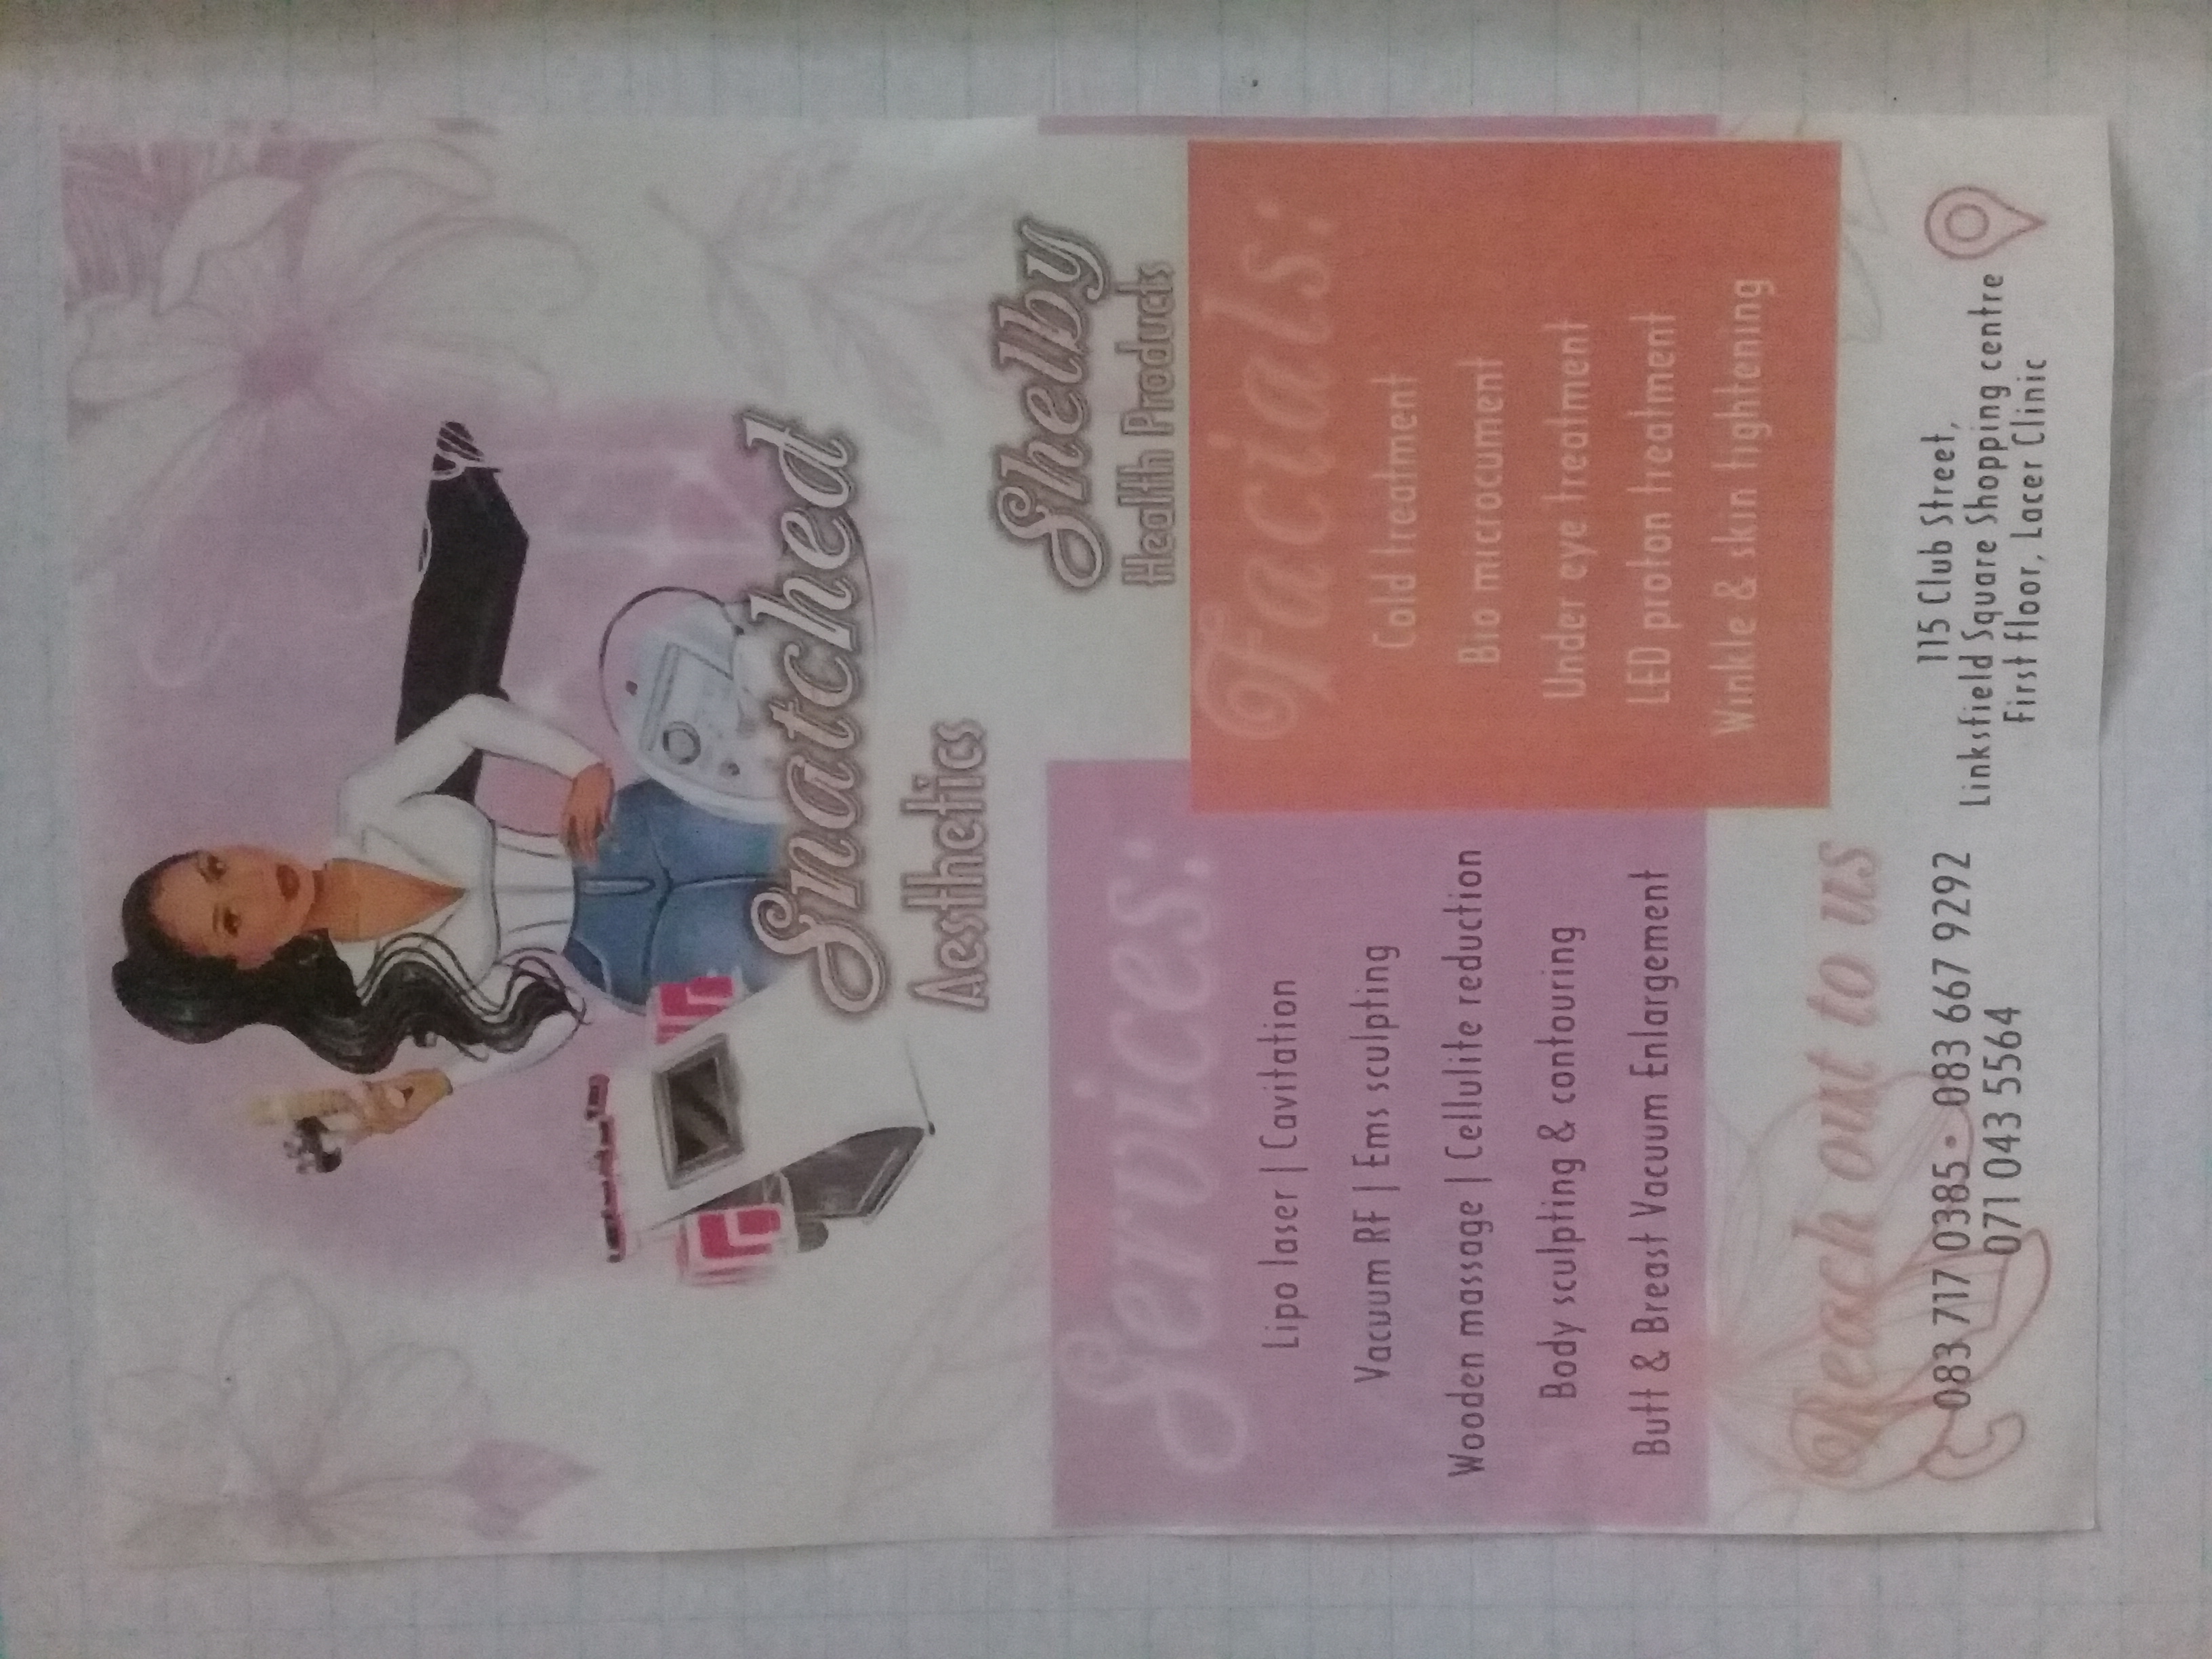 Snatched
Aesthetics
Shelby
Health Products
Services:
Lipo laser | Cavitation
Vacuum RF | Ems sculpting
Wooden massage | Cellulite reduction
Body sculpting & contouring
Butt & Breast Vacuum Enlargement
Facials:
Cold treatment
Bio microcument
Under eye treatment
LED proton treatment
Winkle & skin tightening
Reach out to us
083 717 0385 • 083 667 9292
071 043 5564
115 Club Street,
Linksfield Square Shopping centre
First floor, Lacer Clinic